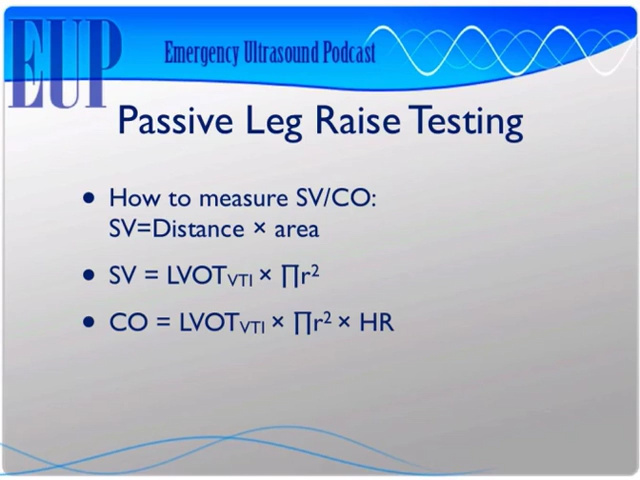 EUP
Emergency Ultrasound Podcast
Passive Leg Raise Testing
• How to measure SV/CO:
SV=Distance × area
• SV = LVOTVTI × ∏r²
• CO = LVOTVTI × ∏r² × HR